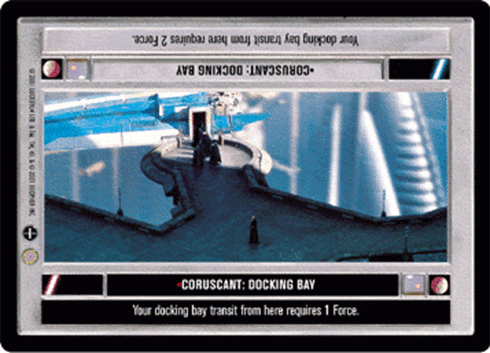 Your docking bay transit from here requires 2 Force.
•CORUSCANT: DOCKING BAY
•CORUSCANT: DOCKING BAY
Your docking bay transit from here requires 1 Force.